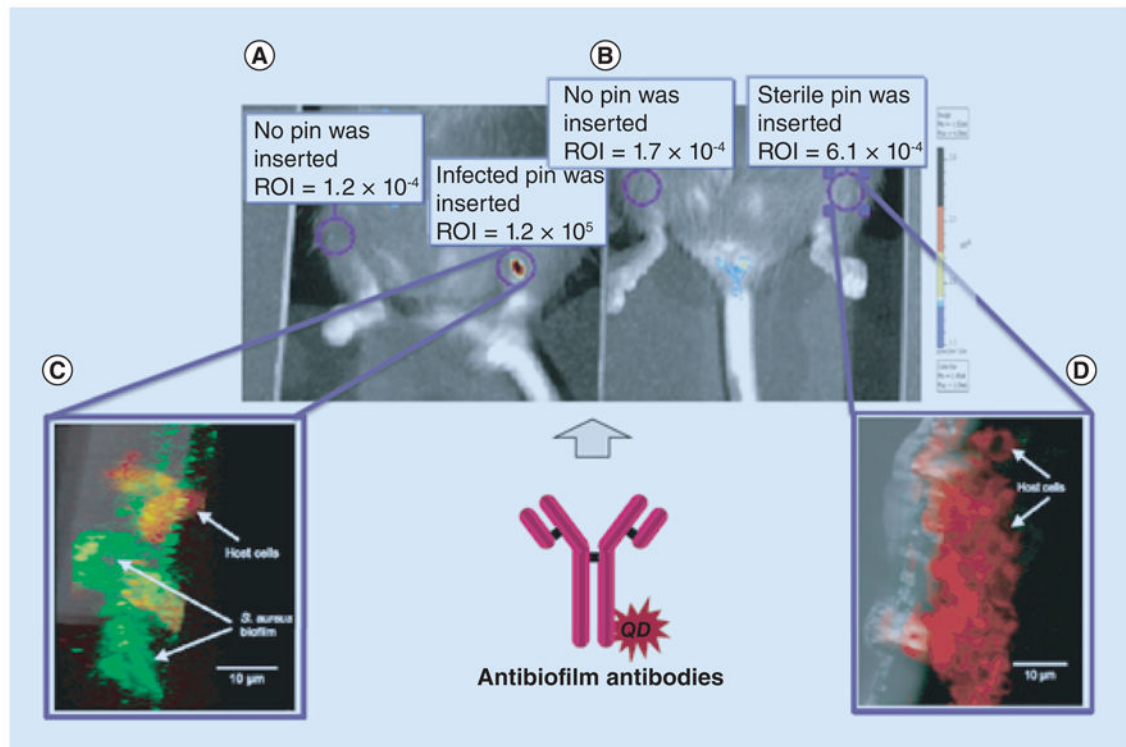 A
B
No pin was
inserted
ROI = 1.2 × 10⁻⁴
Infected pin was
inserted
ROI = 1.2 × 10⁵
No pin was
inserted
ROI = 1.7 × 10⁻⁴
Sterile pin was
inserted
ROI = 6.1 × 10⁻⁴
C
Host cells
S. aureus
biofilm
10 µm
D
Host cells
10 µm
QD
Antibiofilm antibodies